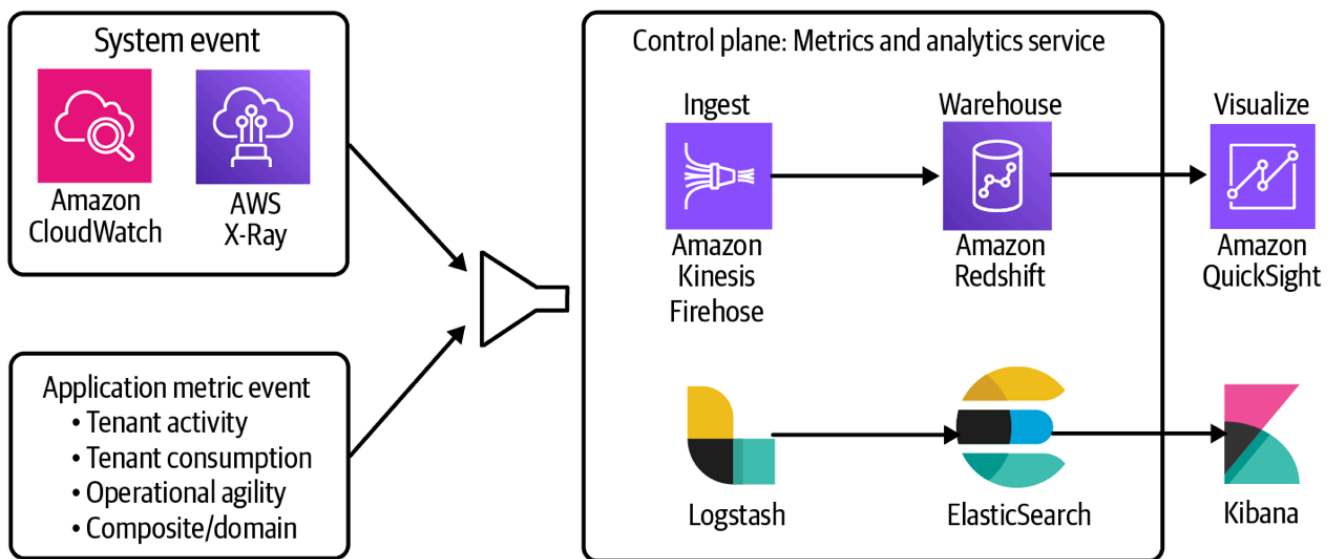 System event
Amazon
CloudWatch
AWS
X-Ray
Application metric event
• Tenant activity
• Tenant consumption
• Operational agility
• Composite/domain
Control plane: Metrics and analytics service
Ingest
Amazon
Kinesis
Firehose
Warehouse
Amazon
Redshift
Visualize
Amazon
QuickSight
Logstash
ElasticSearch
Kibana